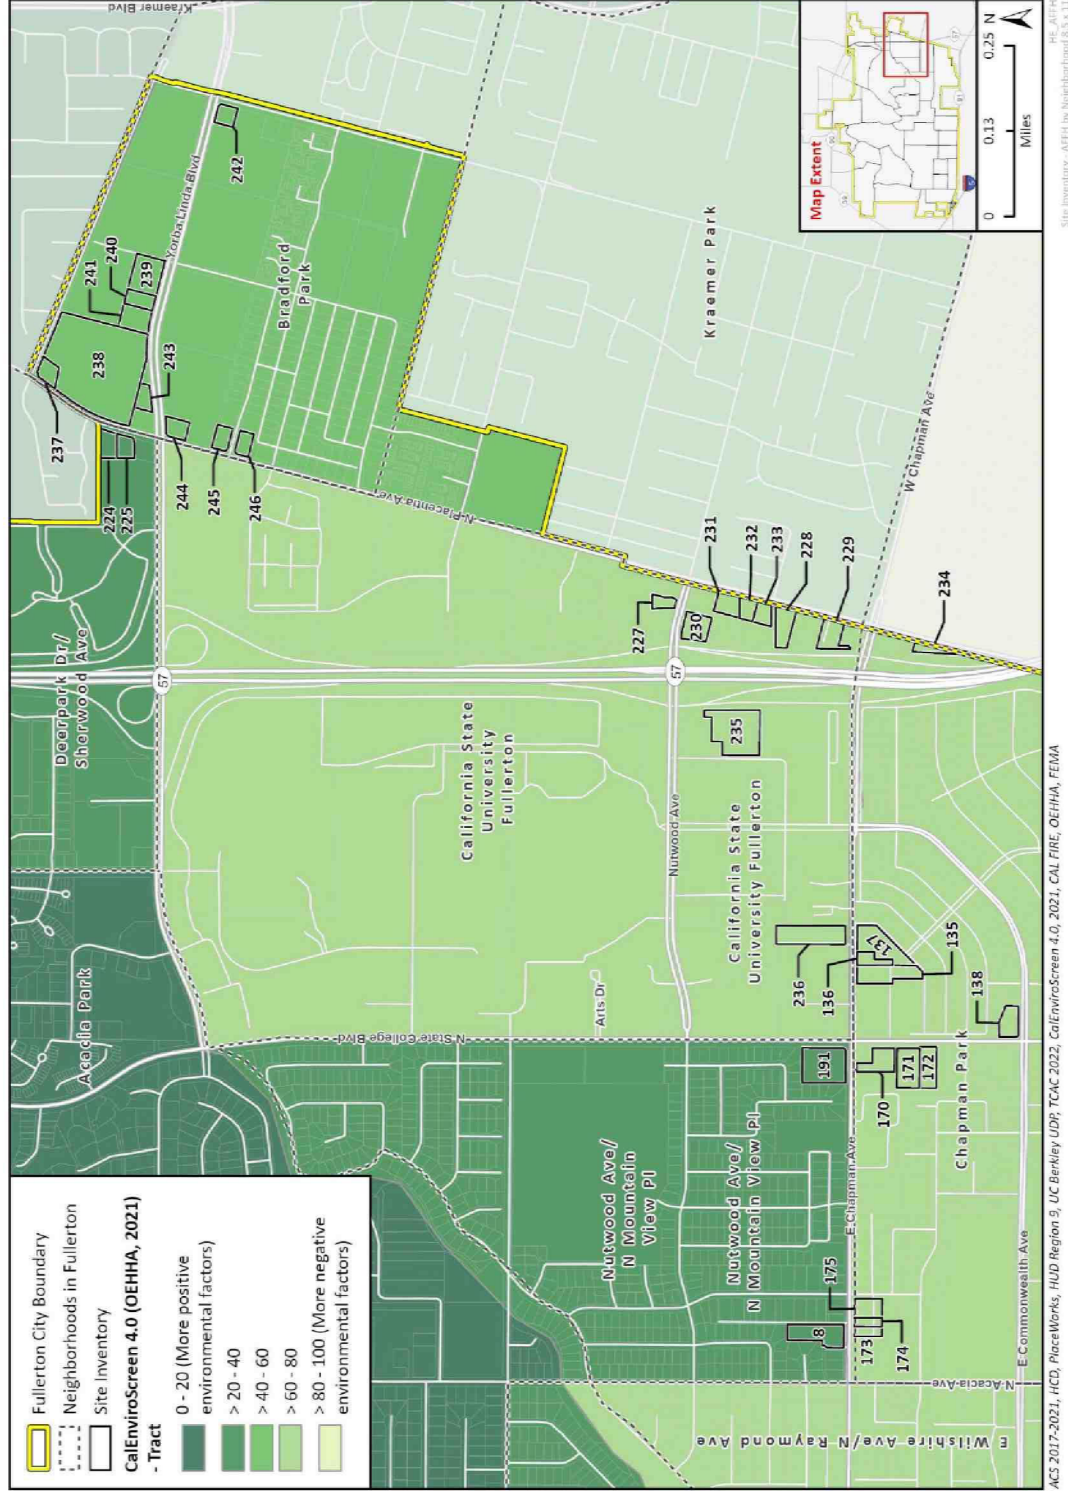 Fullerton City Boundary
Neighborhoods in Fullerton
Site Inventory
CalEnviroScreen 4.0 (OEHHA, 2021)
- Tract
0 - 20 (More positive
environmental factors)
> 20 - 40
> 40 - 60
> 60 - 80
> 80 - 100 (More negative
environmental factors)
Acacia Park
Deerpark Dr/
Sherwood Ave
Kraemer Blvd
237
238
241
240
239
Yorba Linda Blvd
242
243
224
225
244
245
246
Bradford
Park
57
N Placentia Ave
California State
University
Fullerton
Kraemer Park
N State College Blvd
Arts Dr
Nutwood Ave/
N Mountain
View Pl
Nutwood Ave
57
227
230
231
232
233
228
229
234
235
W Chapman Ave
California State
University Fullerton
236
136
137
135
138
Nutwood Ave/
N Mountain View Pl
191
170
171
172
8
175
173
174
E Chapman Ave
Chapman Park
E Commonwealth Ave
N Acacia Ave
E Wilshire Ave/N Raymond Ave
Map Extent
57
91
0
0.13
0.25
Miles
N
ACS 2017-2021, HCD, PlaceWorks, HUD Region 9, UC Berkley UDP, TCAC 2022, CalEnviroScreen 4.0, 2021, CAL FIRE, OEHHA, FEMA